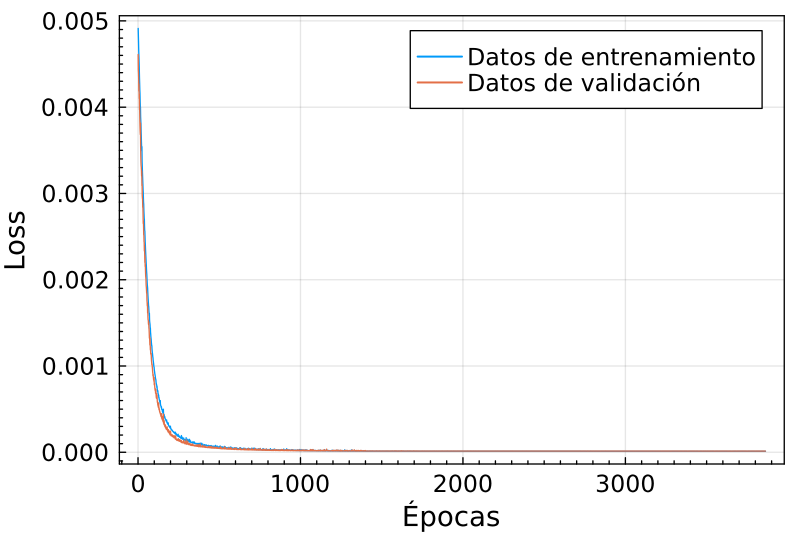 0.005
Datos de entrenamiento
Datos de validación
0.004
0.003
Loss
0.002
0.001
0.000
0 1000 2000 3000
Épocas